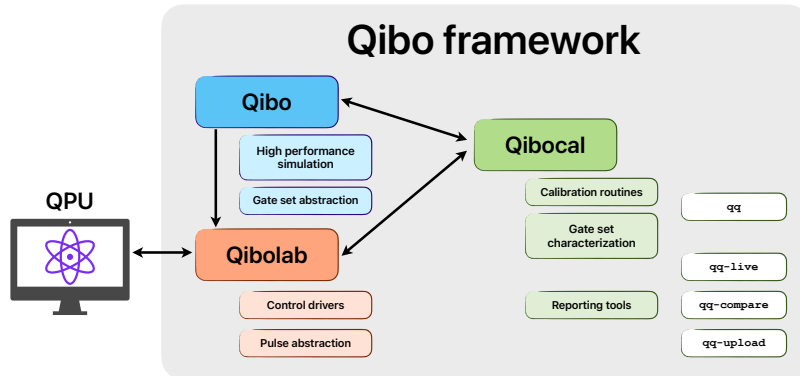 Qibo framework
Qibo
High performance
simulation
Gate set abstraction
Qibocal
Calibration routines
Gate set
characterization
Reporting tools
qq
qq-live
qq-compare
qq-upload
QPU
Qibolab
Control drivers
Pulse abstraction